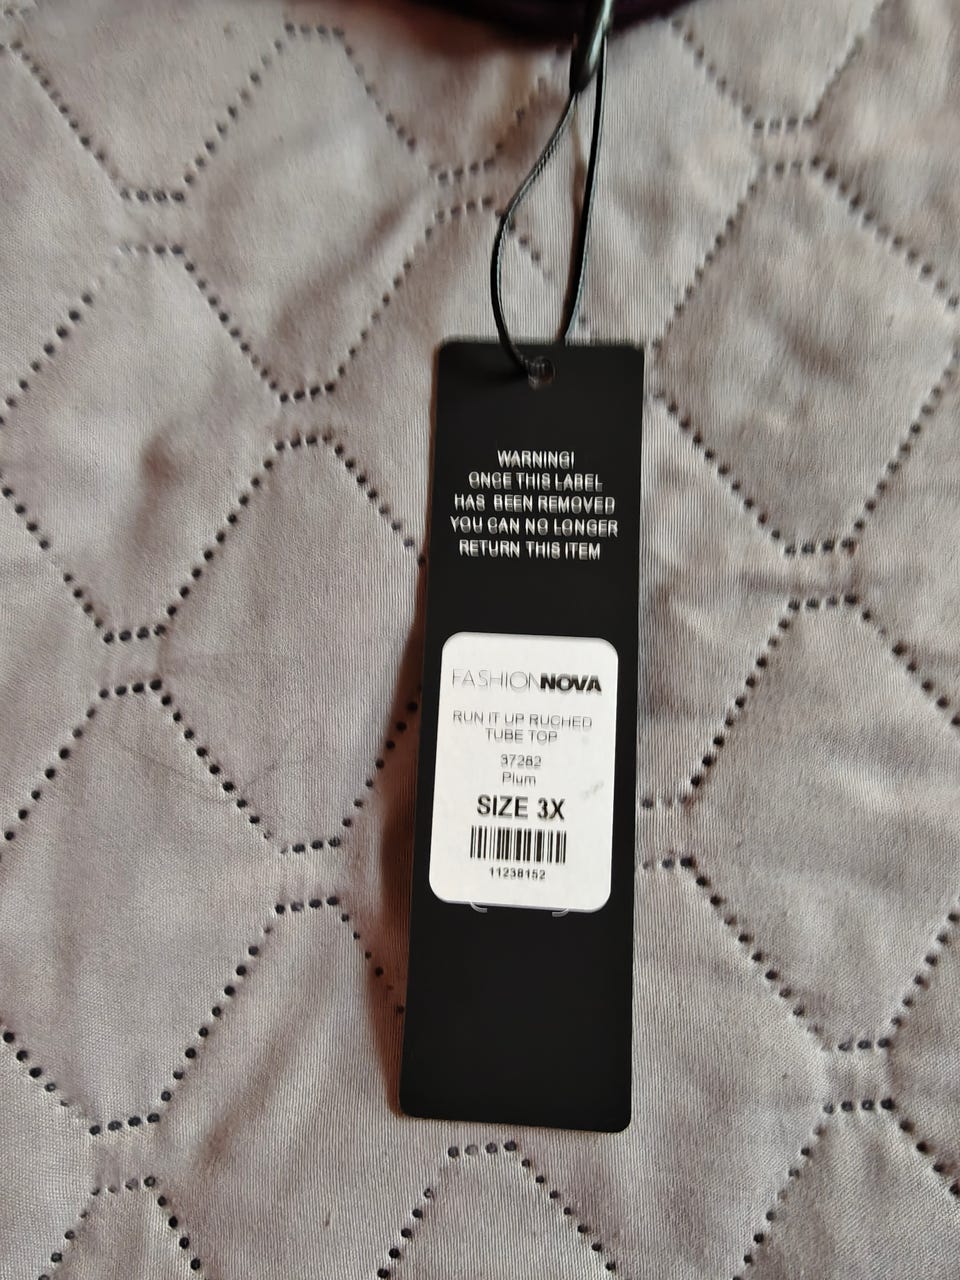 WARNING!
ONCE THIS LABEL
HAS BEEN REMOVED
YOU CAN NO LONGER
RETURN THIS ITEM
FASHIONNOVA
RUN IT UP RUCHED
TUBE TOP
37282
Plum
SIZE 3X
11238152